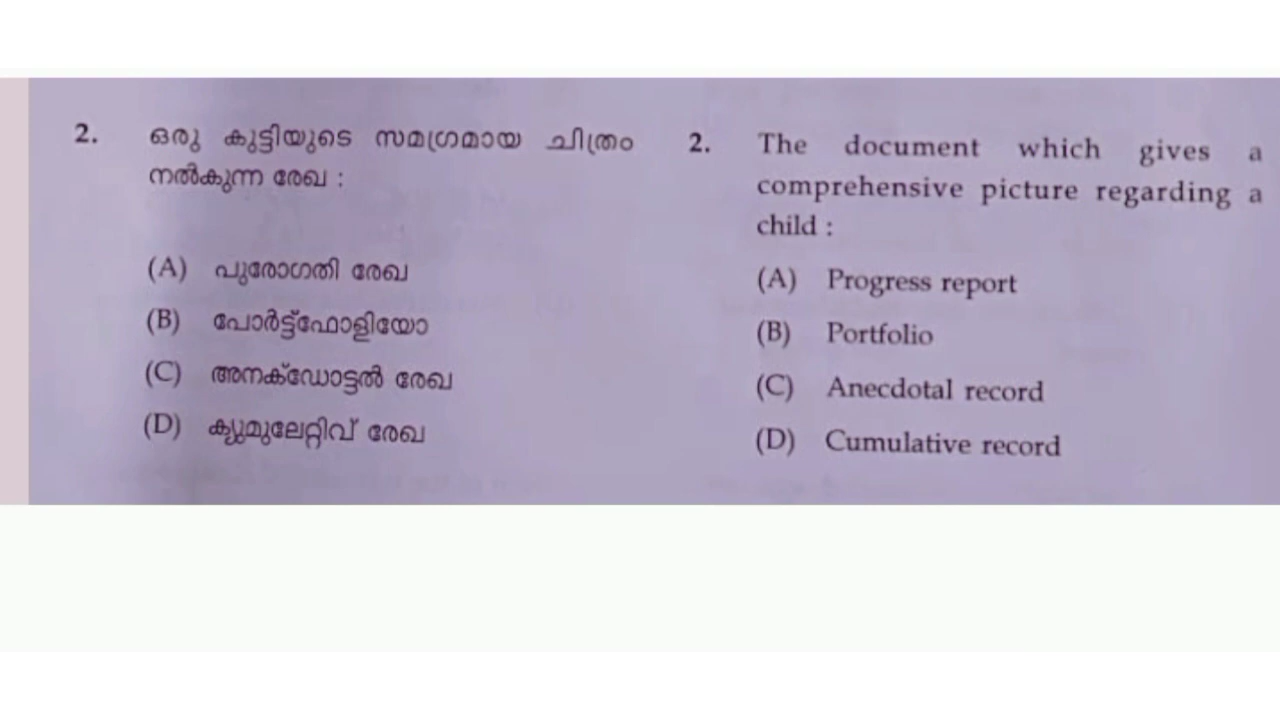 2. ഒരു കുട്ടിയുടെ സമഗ്രമായ ചിത്രം
നൽകുന്ന രേഖ :
(A) പുരോഗതി രേഖ
(B) പോർട്ട്ഫോളിയോ
(C) അനക്ഡോട്ടൽ രേഖ
(D) ക്യുമുലേറ്റിവ് രേഖ
2. The document which gives a
comprehensive picture regarding a
child :
(A) Progress report
(B) Portfolio
(C) Anecdotal record
(D) Cumulative record